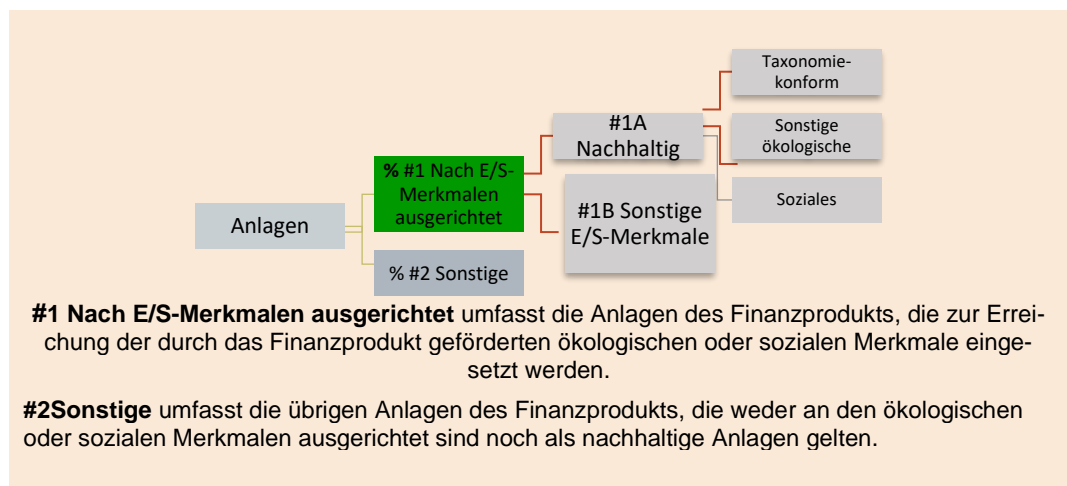 Taxonomie-
konform
#1A
Nachhaltig
Sonstige
ökologische
% #1 Nach E/S-
Merkmalen
ausgerichtet
Soziales
#1B Sonstige
E/S-Merkmale
Anlagen
% #2 Sonstige
#1 Nach E/S-Merkmalen ausgerichtet umfasst die Anlagen des Finanzprodukts, die zur Errei-
chung der durch das Finanzprodukt geförderten ökologischen oder sozialen Merkmale einge-
setzt werden.
#2Sonstige umfasst die übrigen Anlagen des Finanzprodukts, die weder an den ökologischen
oder sozialen Merkmalen ausgerichtet sind noch als nachhaltige Anlagen gelten.